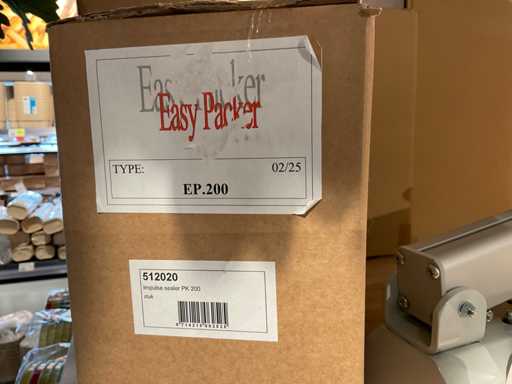 Easy Packer
TYPE: 02/25
EP.200
512020
impulse sealer PK 200
stuk